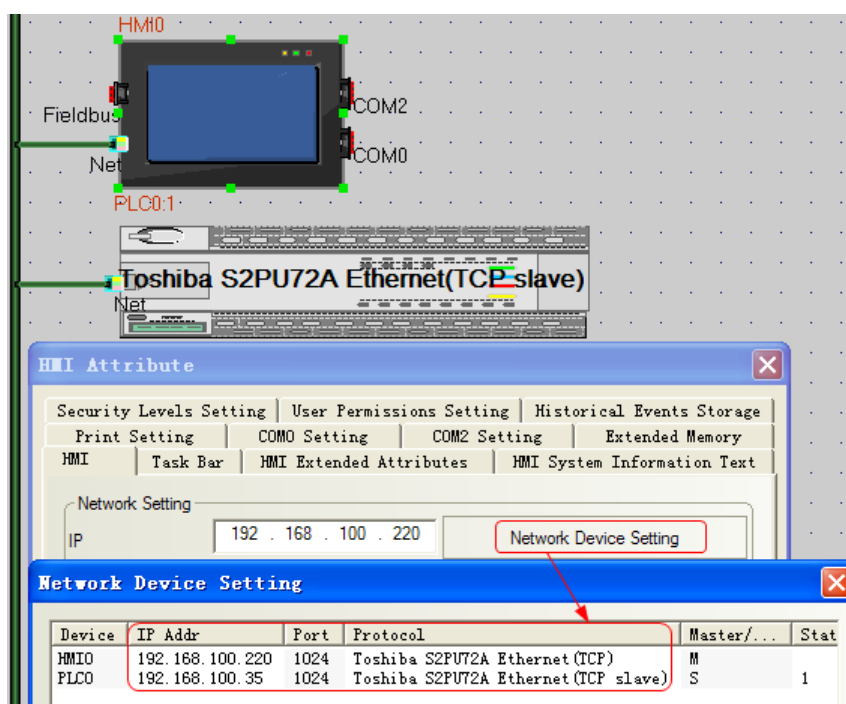 HMI0
Fieldbus
COM2
Net
COM0
PLC0:1
Toshiba S2PU72A Ethernet(TCP slave)
Net
HMI Attribute
Security Levels Setting User Permissions Setting Historical Events Storage
Print Setting COM0 Setting COM2 Setting Extended Memory
HMI Task Bar HMI Extended Attributes HMI System Information Text
Network Setting
IP 192 . 168 . 100 . 220 Network Device Setting
Network Device Setting
Device IP Addr Port Protocol Master/... Stat
HMI0 192.168.100.220 1024 Toshiba S2PU72A Ethernet(TCP) M
PLC0 192.168.100.35 1024 Toshiba S2PU72A Ethernet(TCP slave) S 1